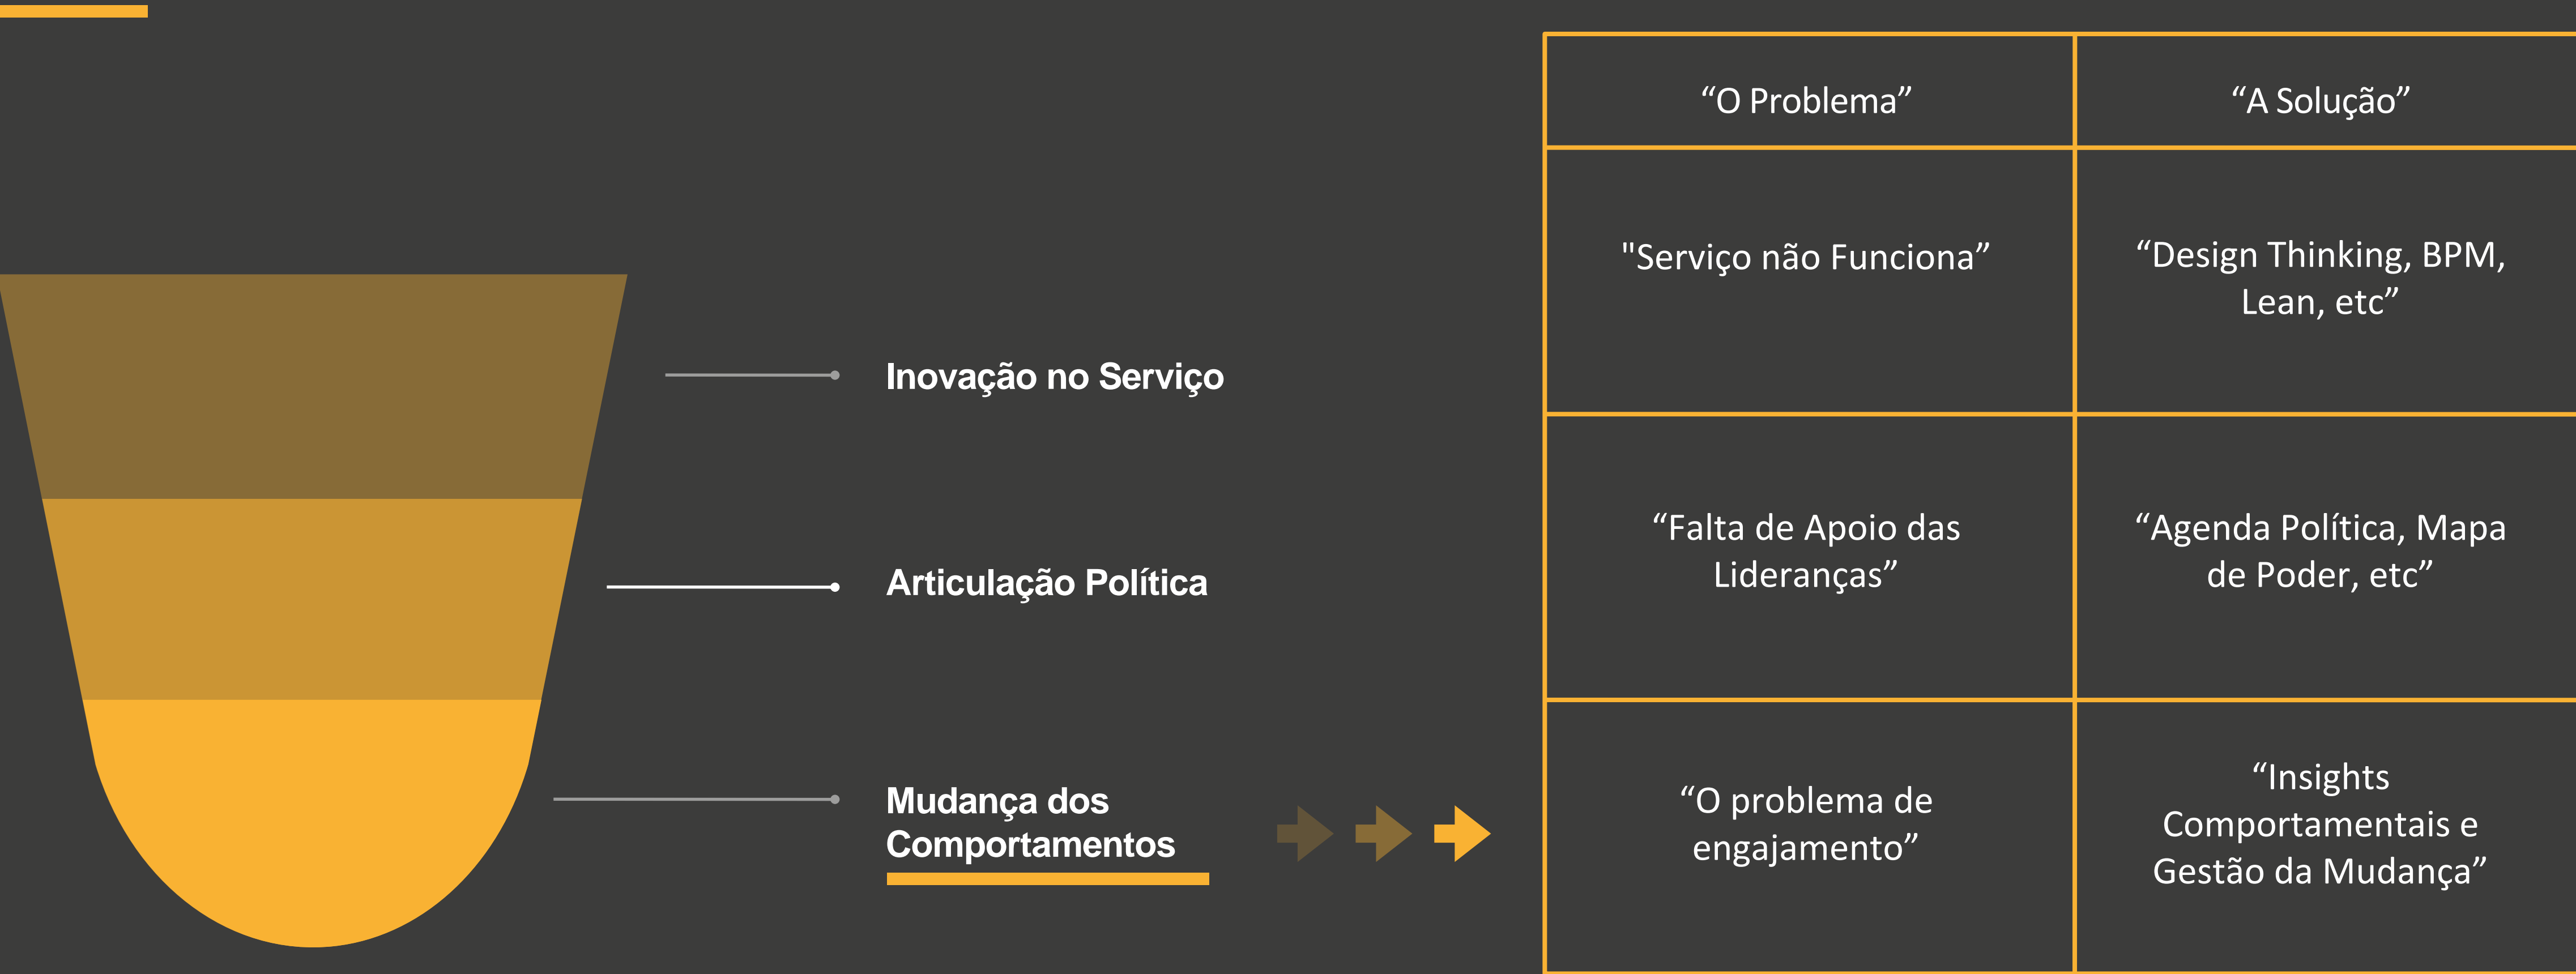 “O Problema”
“A Solução”
"Serviço não Funciona”
“Design Thinking, BPM,
Lean, etc”
Inovação no Serviço
“Falta de Apoio das
Lideranças”
“Agenda Política, Mapa
de Poder, etc”
Articulação Política
Mudança dos
Comportamentos
“O problema de
engajamento”
“Insights
Comportamentais e
Gestão da Mudança”